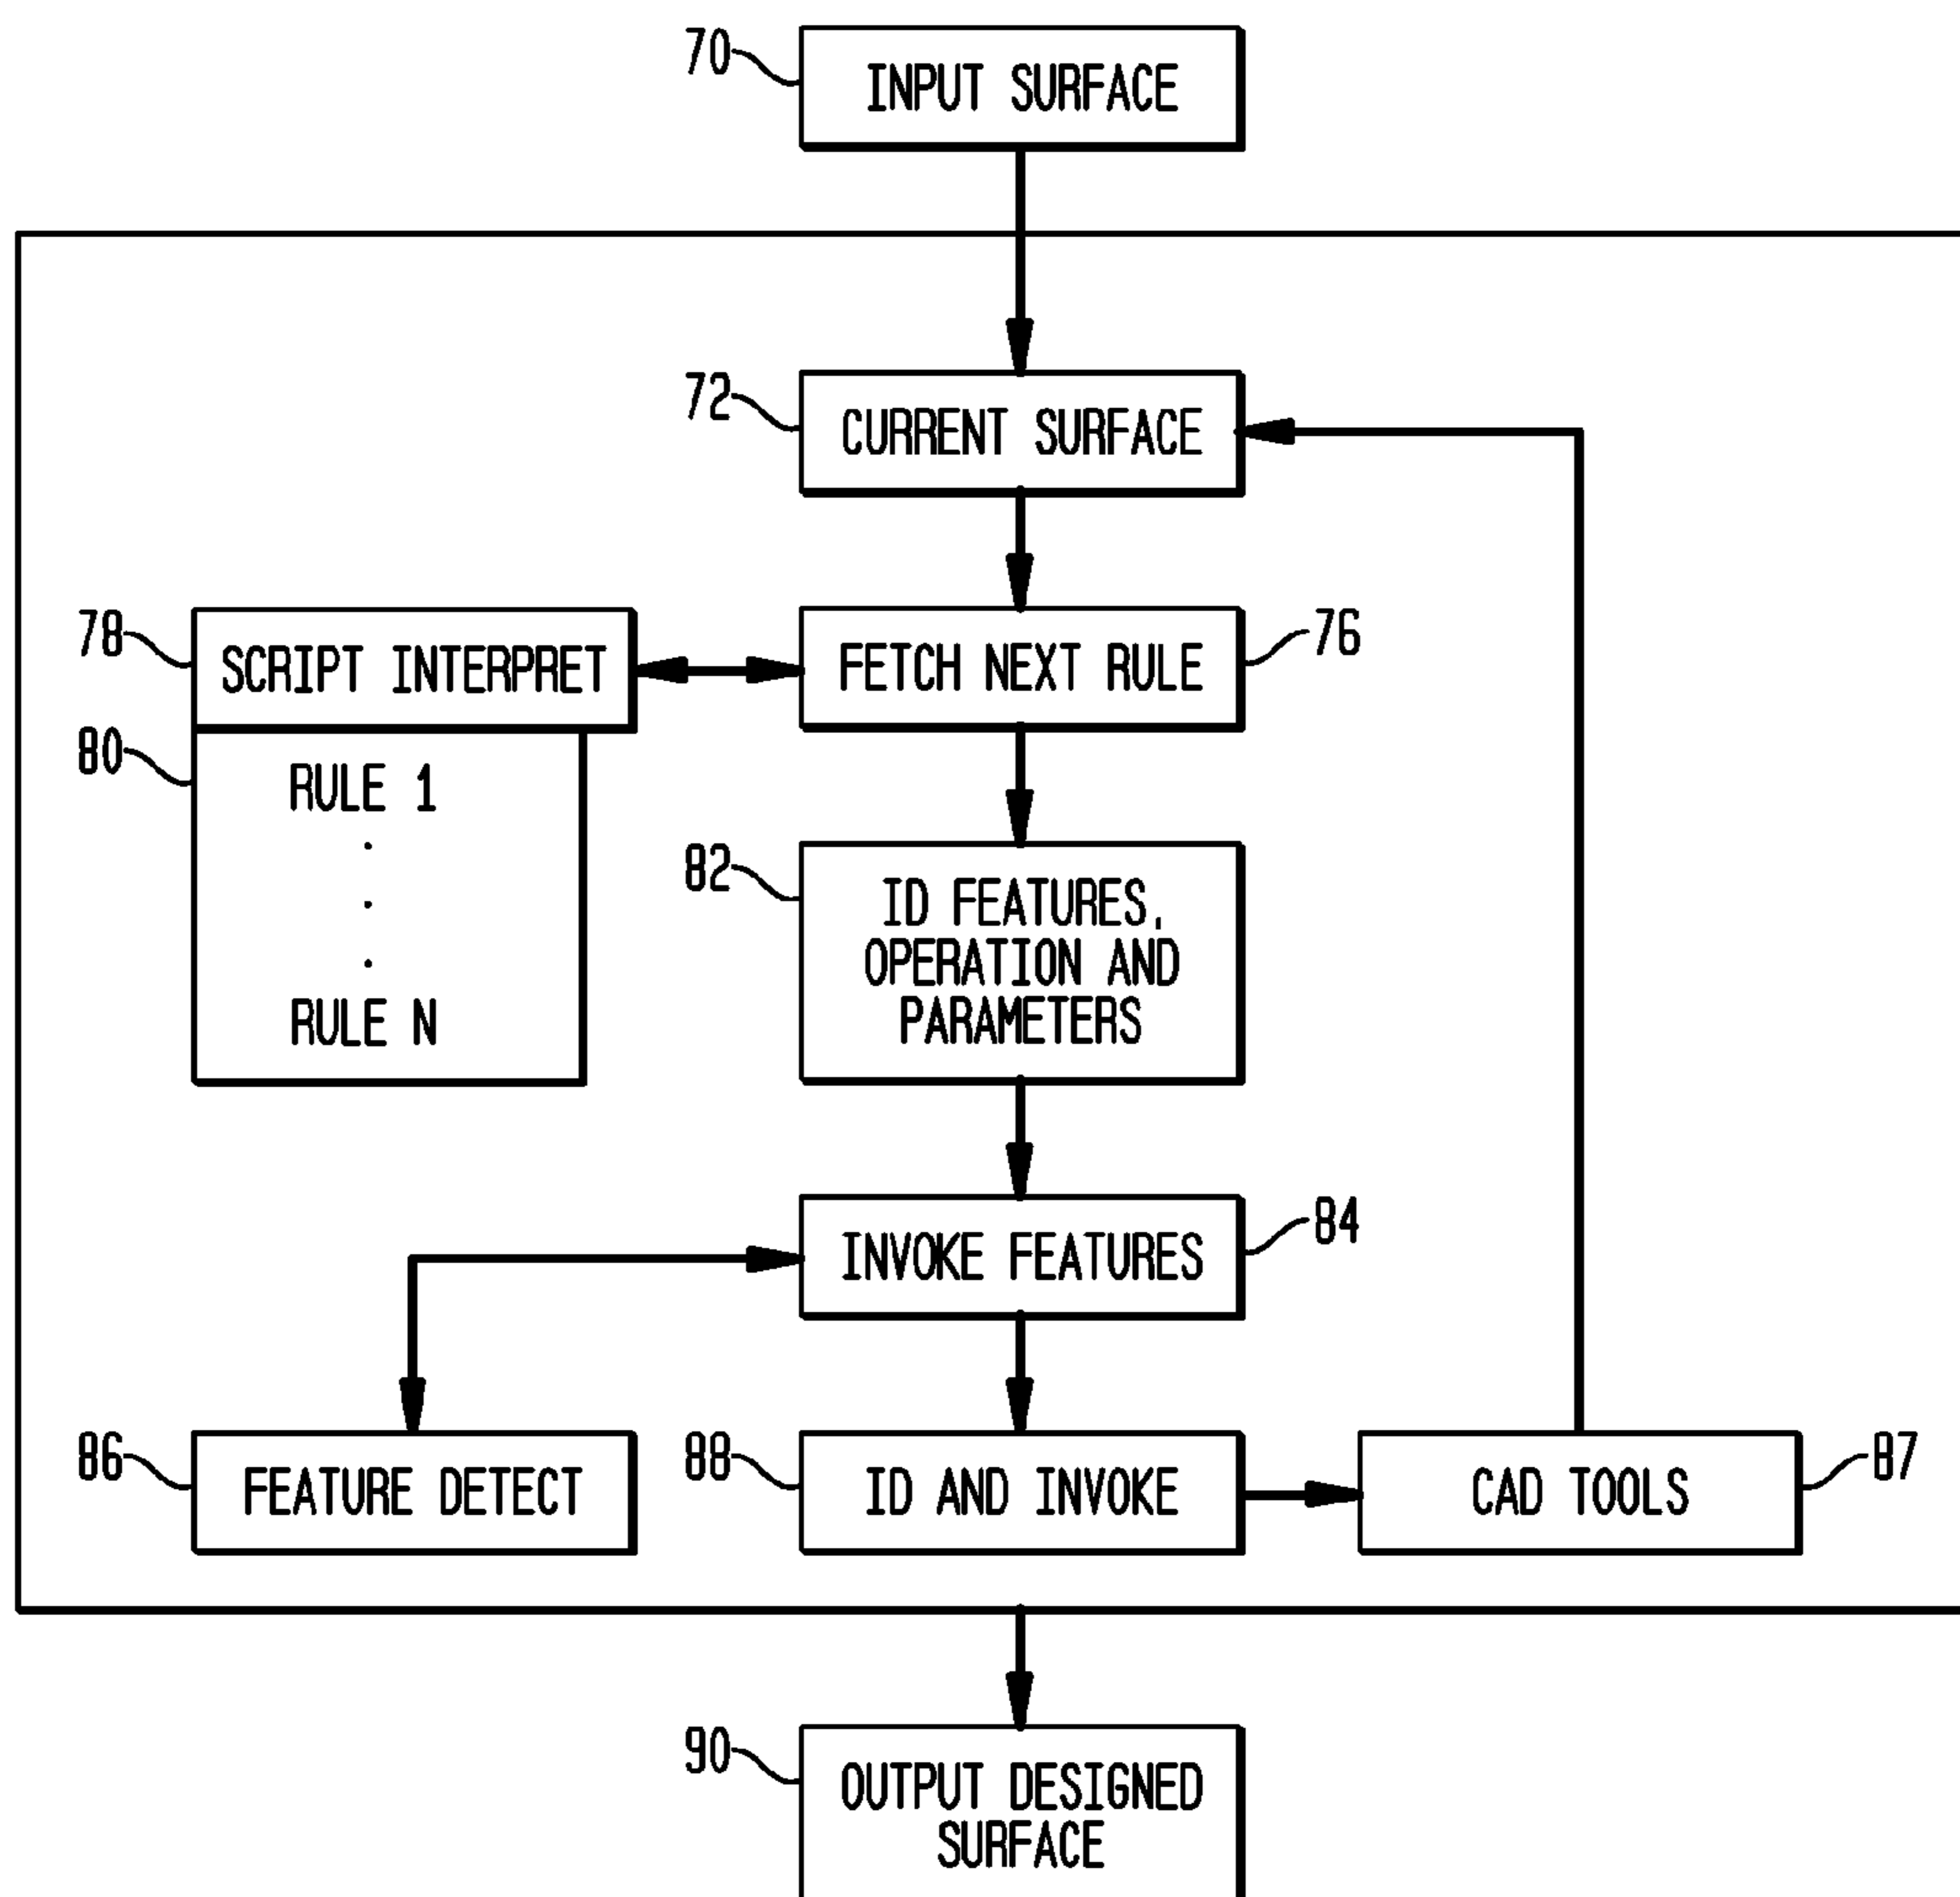 70
INPUT SURFACE
72
CURRENT SURFACE
78
SCRIPT INTERPRET
FETCH NEXT RULE
76
80
RULE 1
.
.
.
RULE N
82
ID FEATURES,
OPERATION AND
PARAMETERS
INVOKE FEATURES
84
86
FEATURE DETECT
88
ID AND INVOKE
CAD TOOLS
87
90
OUTPUT DESIGNED
SURFACE